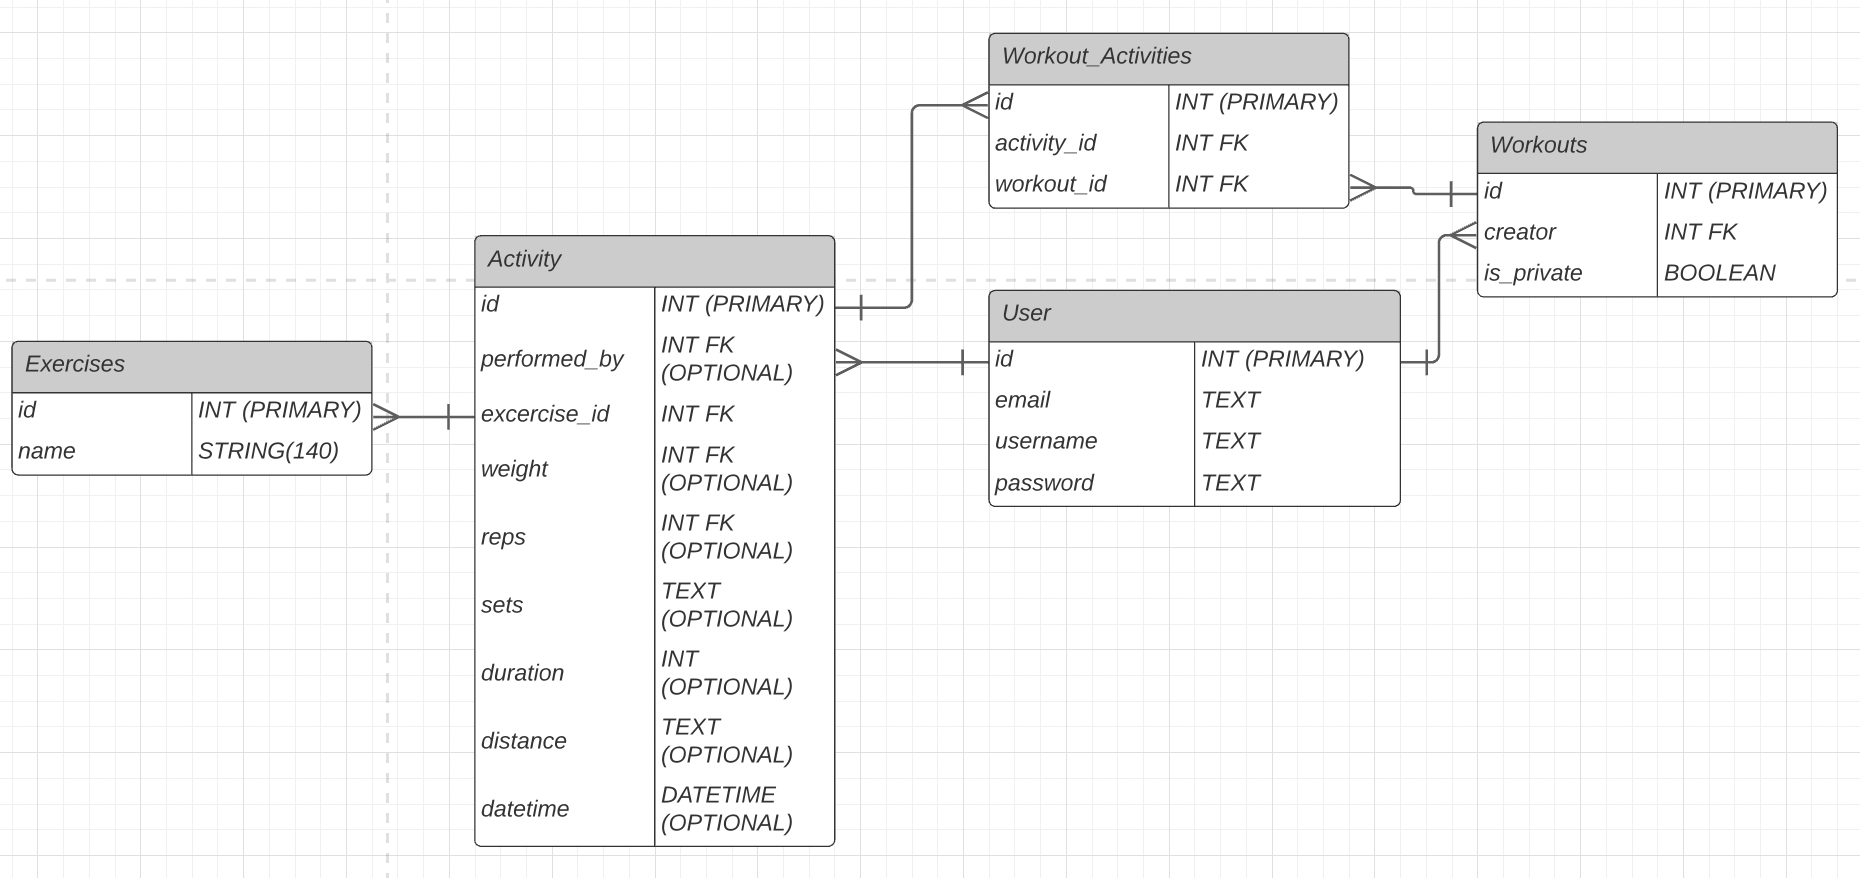 Workout_Activities
id INT (PRIMARY)
activity_id INT FK
workout_id INT FK
Workouts
id INT (PRIMARY)
creator INT FK
is_private BOOLEAN
Activity
id INT (PRIMARY)
performed_by INT FK
(OPTIONAL)
excercise_id INT FK
weight INT FK
(OPTIONAL)
reps INT FK
(OPTIONAL)
sets TEXT
(OPTIONAL)
duration INT
(OPTIONAL)
distance TEXT
(OPTIONAL)
datetime DATETIME
(OPTIONAL)
User
id INT (PRIMARY)
email TEXT
username TEXT
password TEXT
Exercises
id INT (PRIMARY)
name STRING(140)